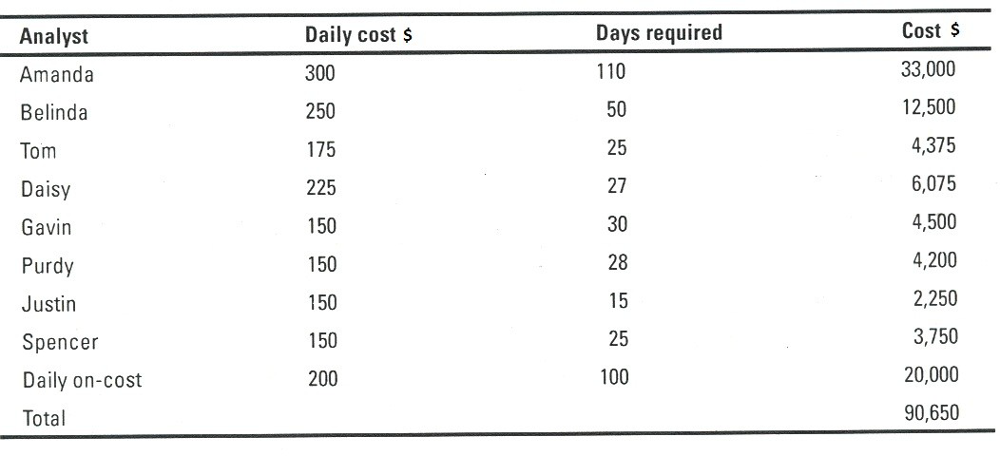 Analyst Daily cost $ Days required Cost $
Amanda 300 110 33,000
Belinda 250 50 12,500
Tom 175 25 4,375
Daisy 225 27 6,075
Gavin 150 30 4,500
Purdy 150 28 4,200
Justin 150 15 2,250
Spencer 150 25 3,750
Daily on-cost 200 100 20,000
Total 90,650